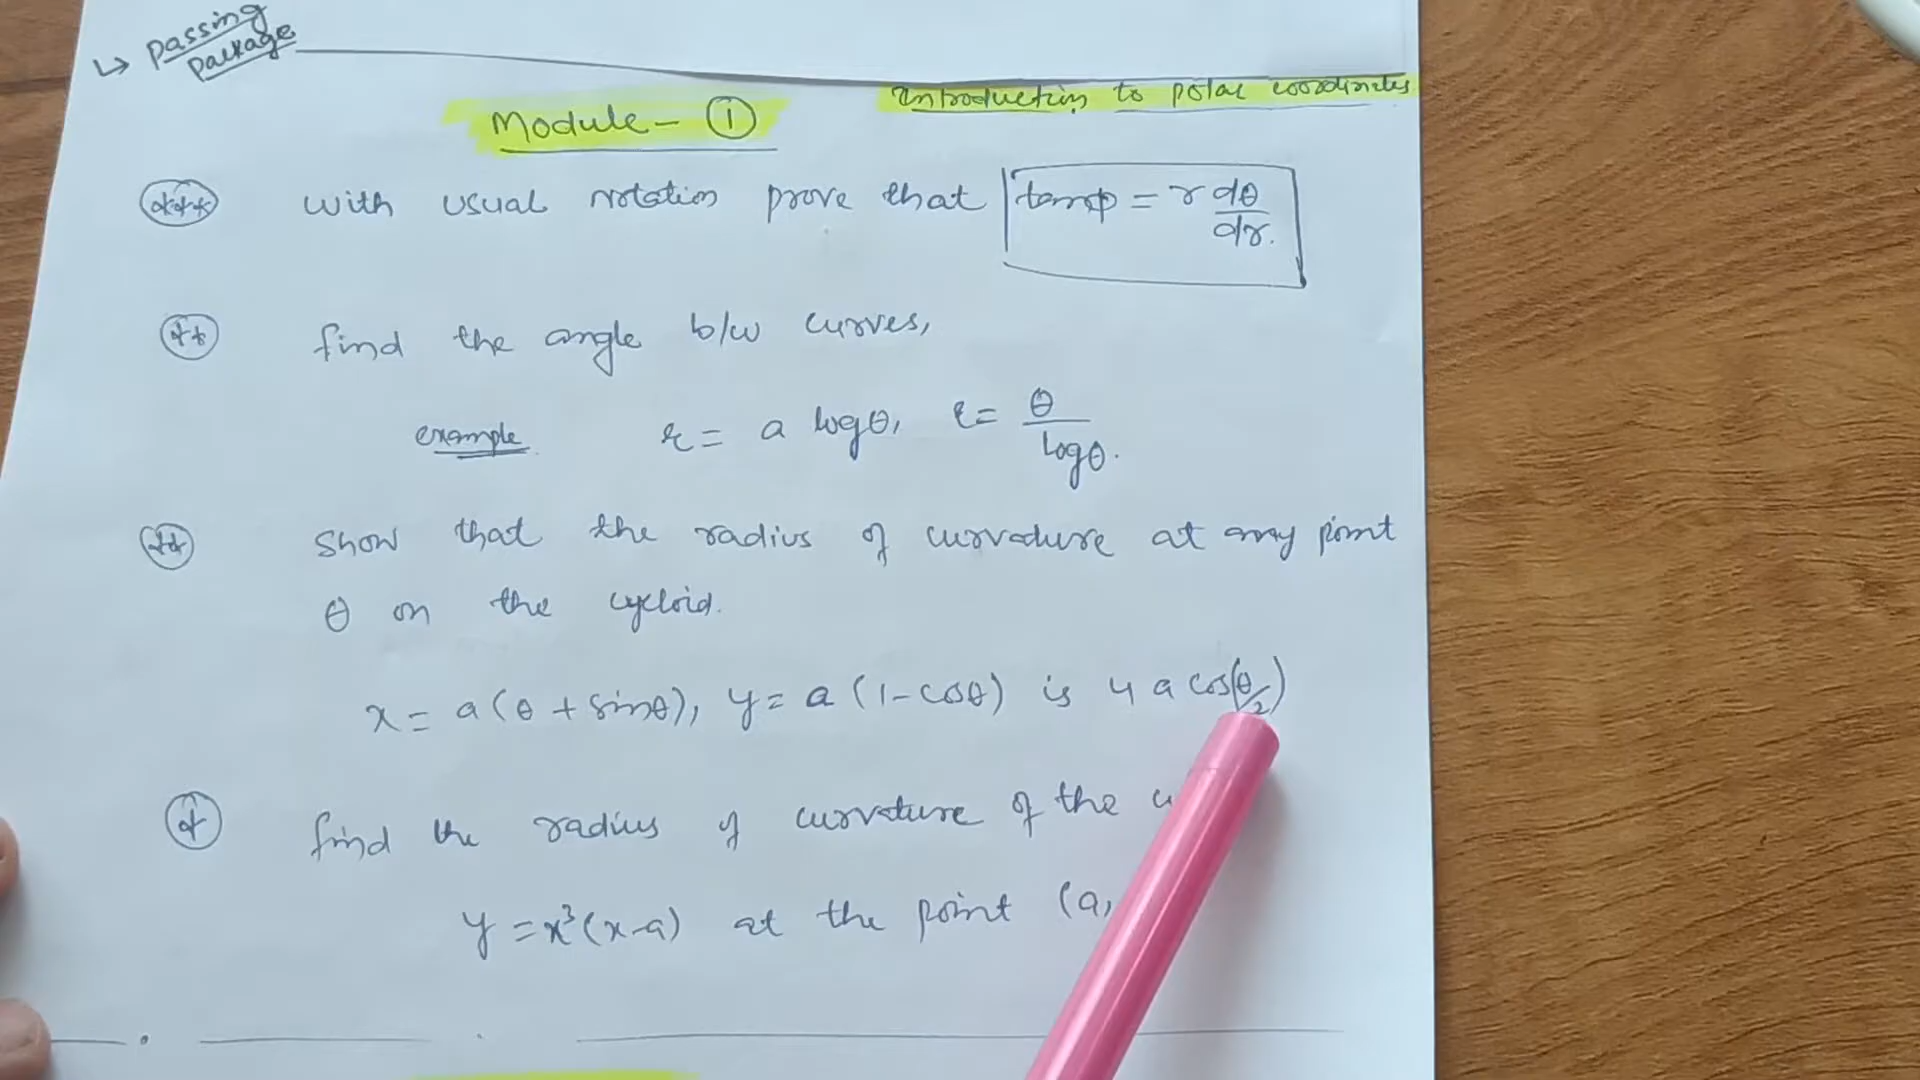 ↳ passing
package
Introduction to polar coordinates
Module - ①
*** with usual notation prove that tanφ = r dθ/dr.
** find the angle b/w curves,
example r = a logθ, r = θ/logθ.
** show that the radius of curvature at any point
θ on the cycloid.
x = a(θ + sinθ), y = a(1-cosθ) is 4 a cos(θ/2)
* find the radius of curvature of the
y = x³(x-a) at the point (a,